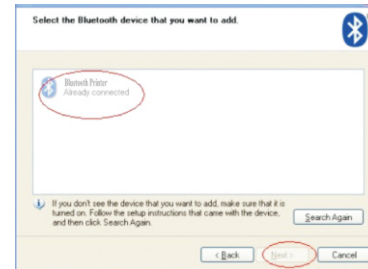 Select the Bluetooth device that you want to add.
Bluetooth Printer
Already connected
If you don't see the device that you want to add, make sure that it is
turned on. Follow the setup instructions that came with the device,
and then click Search Again.
Search Again
< Back
Next >
Cancel